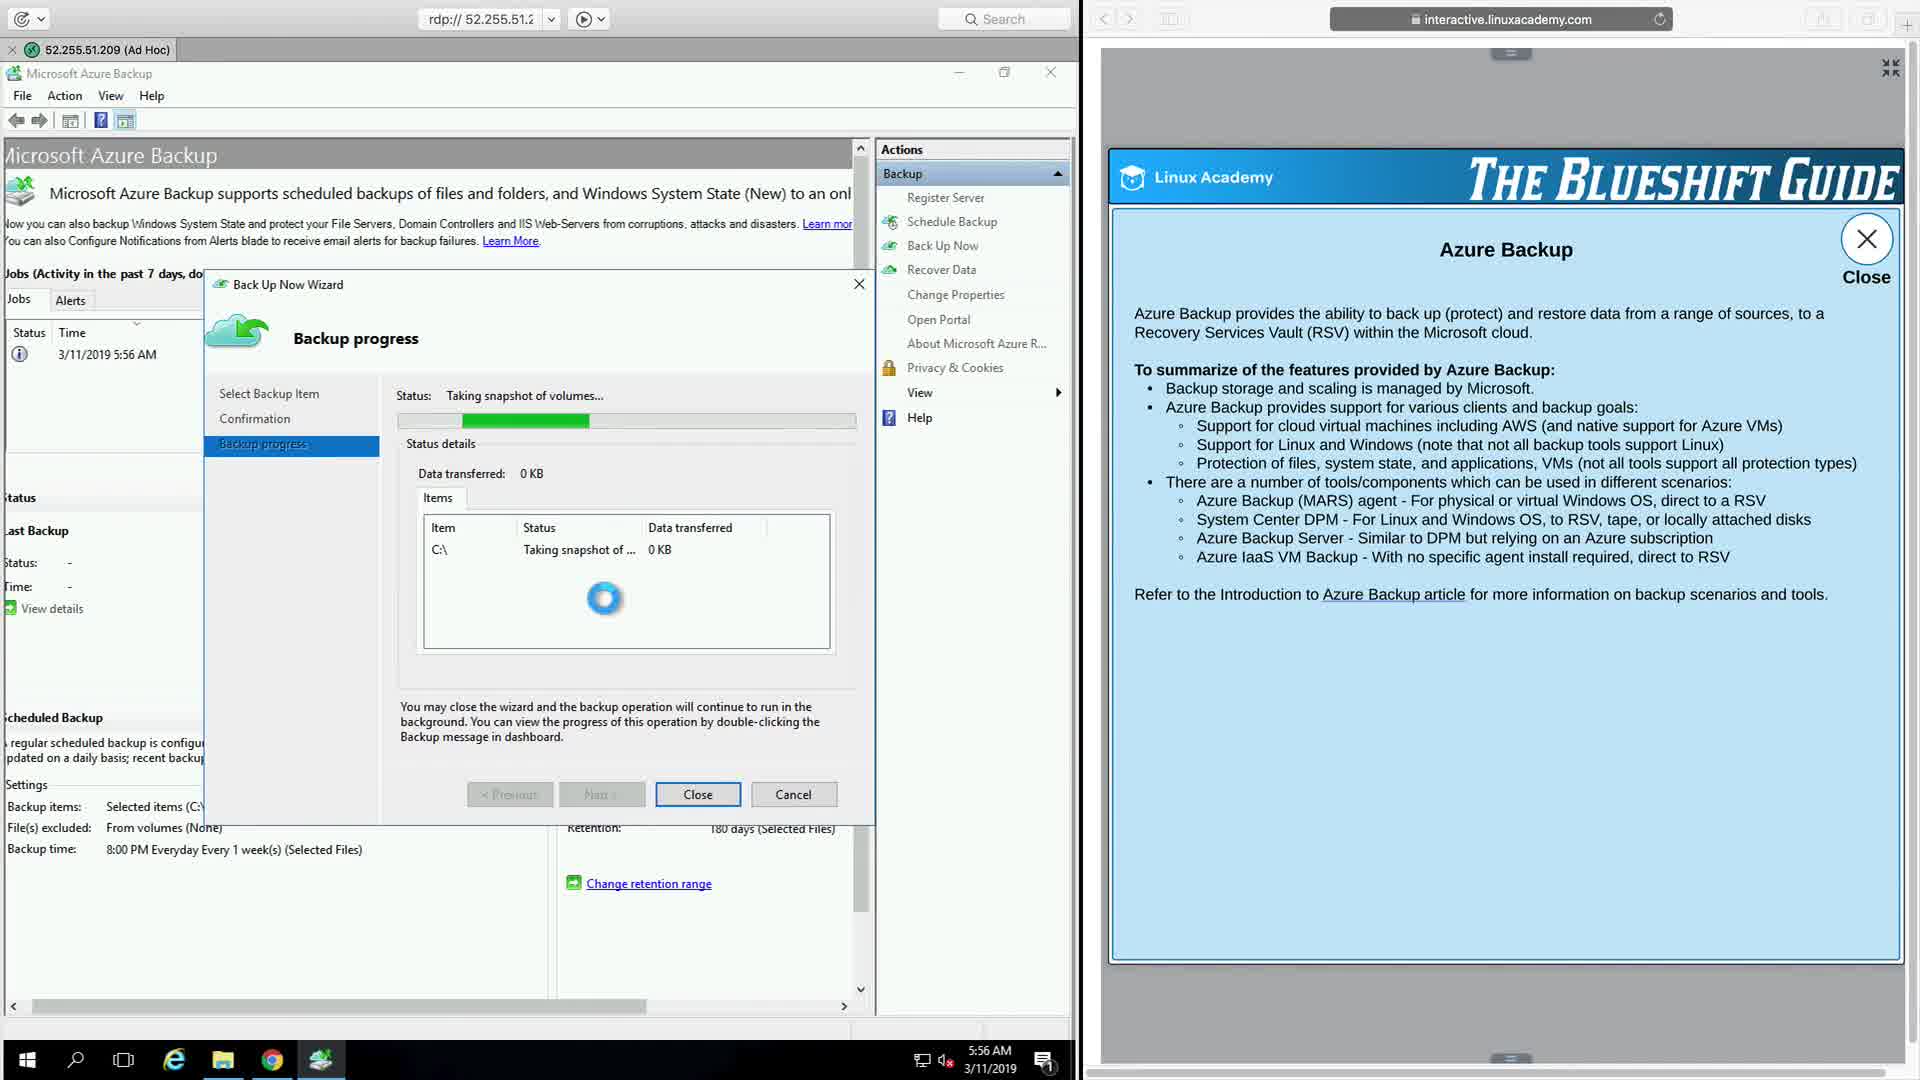 rdp:// 52.255.51.2
Search
52.255.51.209 (Ad Hoc)
Microsoft Azure Backup
File Action View Help
Microsoft Azure Backup
Microsoft Azure Backup supports scheduled backups of files and folders, and Windows System State (New) to an onl
Now you can also backup Windows System State and protect your File Servers, Domain Controllers and IIS Web-Servers from corruptions, attacks and disasters. Learn mor
You can also Configure Notifications from Alerts blade to receive email alerts for backup failures. Learn More.
Jobs (Activity in the past 7 days, do
Jobs Alerts
Status Time
3/11/2019 5:56 AM
Status
Last Backup
Status: -
Time: -
View details
Scheduled Backup
regular scheduled backup is configu
pdated on a daily basis; recent backup
Settings
Backup items: Selected items (C:\
File(s) excluded: From volumes (None)
Backup time: 8:00 PM Everyday Every 1 week(s) (Selected Files)
Retention: 180 days (Selected Files)
Change retention range
Back Up Now Wizard
Backup progress
Select Backup Item
Confirmation
Backup progress
Status: Taking snapshot of volumes...
Status details
Data transferred: 0 KB
Items
Item Status Data transferred
C:\ Taking snapshot of ... 0 KB
You may close the wizard and the backup operation will continue to run in the
background. You can view the progress of this operation by double-clicking the
Backup message in dashboard.
< Previous Next > Close Cancel
Actions
Backup
Register Server
Schedule Backup
Back Up Now
Recover Data
Change Properties
Open Portal
About Microsoft Azure R...
Privacy & Cookies
View
Help
5:56 AM
3/11/2019
1
interactive.linuxacademy.com
Linux Academy
THE BLUESHIFT GUIDE
Azure Backup
Close
Azure Backup provides the ability to back up (protect) and restore data from a range of sources, to a
Recovery Services Vault (RSV) within the Microsoft cloud.
To summarize of the features provided by Azure Backup:
• Backup storage and scaling is managed by Microsoft.
• Azure Backup provides support for various clients and backup goals:
◦ Support for cloud virtual machines including AWS (and native support for Azure VMs)
◦ Support for Linux and Windows (note that not all backup tools support Linux)
◦ Protection of files, system state, and applications, VMs (not all tools support all protection types)
• There are a number of tools/components which can be used in different scenarios:
◦ Azure Backup (MARS) agent - For physical or virtual Windows OS, direct to a RSV
◦ System Center DPM - For Linux and Windows OS, to RSV, tape, or locally attached disks
◦ Azure Backup Server - Similar to DPM but relying on an Azure subscription
◦ Azure IaaS VM Backup - With no specific agent install required, direct to RSV
Refer to the Introduction to Azure Backup article for more information on backup scenarios and tools.